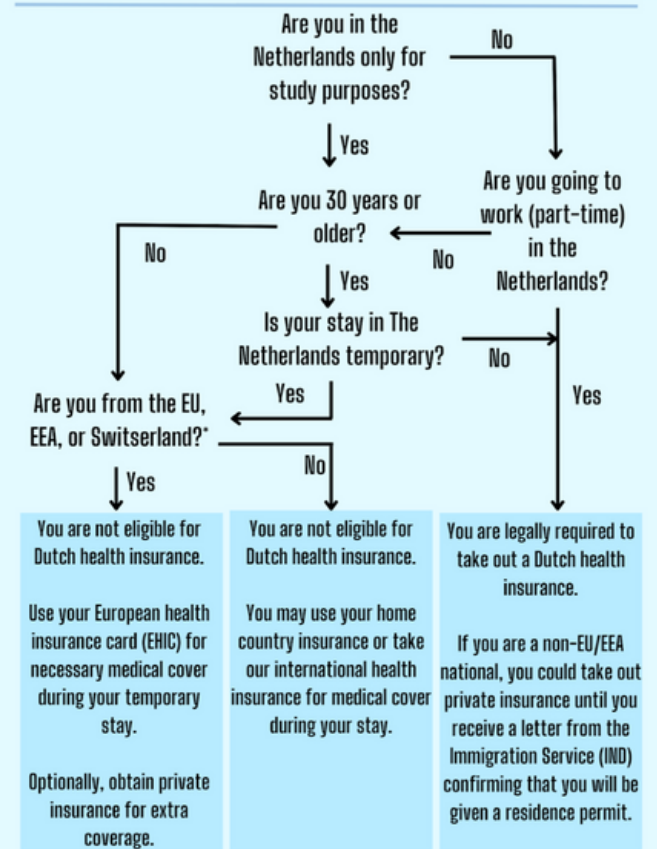 Are you in the
Netherlands only for
study purposes?
No
Yes
Are you going to
work (part-time)
in the
Netherlands?
Are you 30 years or
older?
No
No
Yes
Is your stay in The
Netherlands temporary?
No
Yes
Yes
Are you from the EU,
EEA, or Switserland?*
No
Yes
You are not eligible for
Dutch health insurance.
Use your European health
insurance card (EHIC) for
necessary medical cover
during your temporary
stay.
Optionally, obtain private
insurance for extra
coverage.
You are not eligible for
Dutch health insurance.
You may use your home
country insurance or take
our international health
insurance for medical cover
during your stay.
You are legally required to
take out a Dutch health
insurance.
If you are a non-EU/EEA
national, you could take out
private insurance until you
receive a letter from the
Immigration Service (IND)
confirming that you will be
given a residence permit.